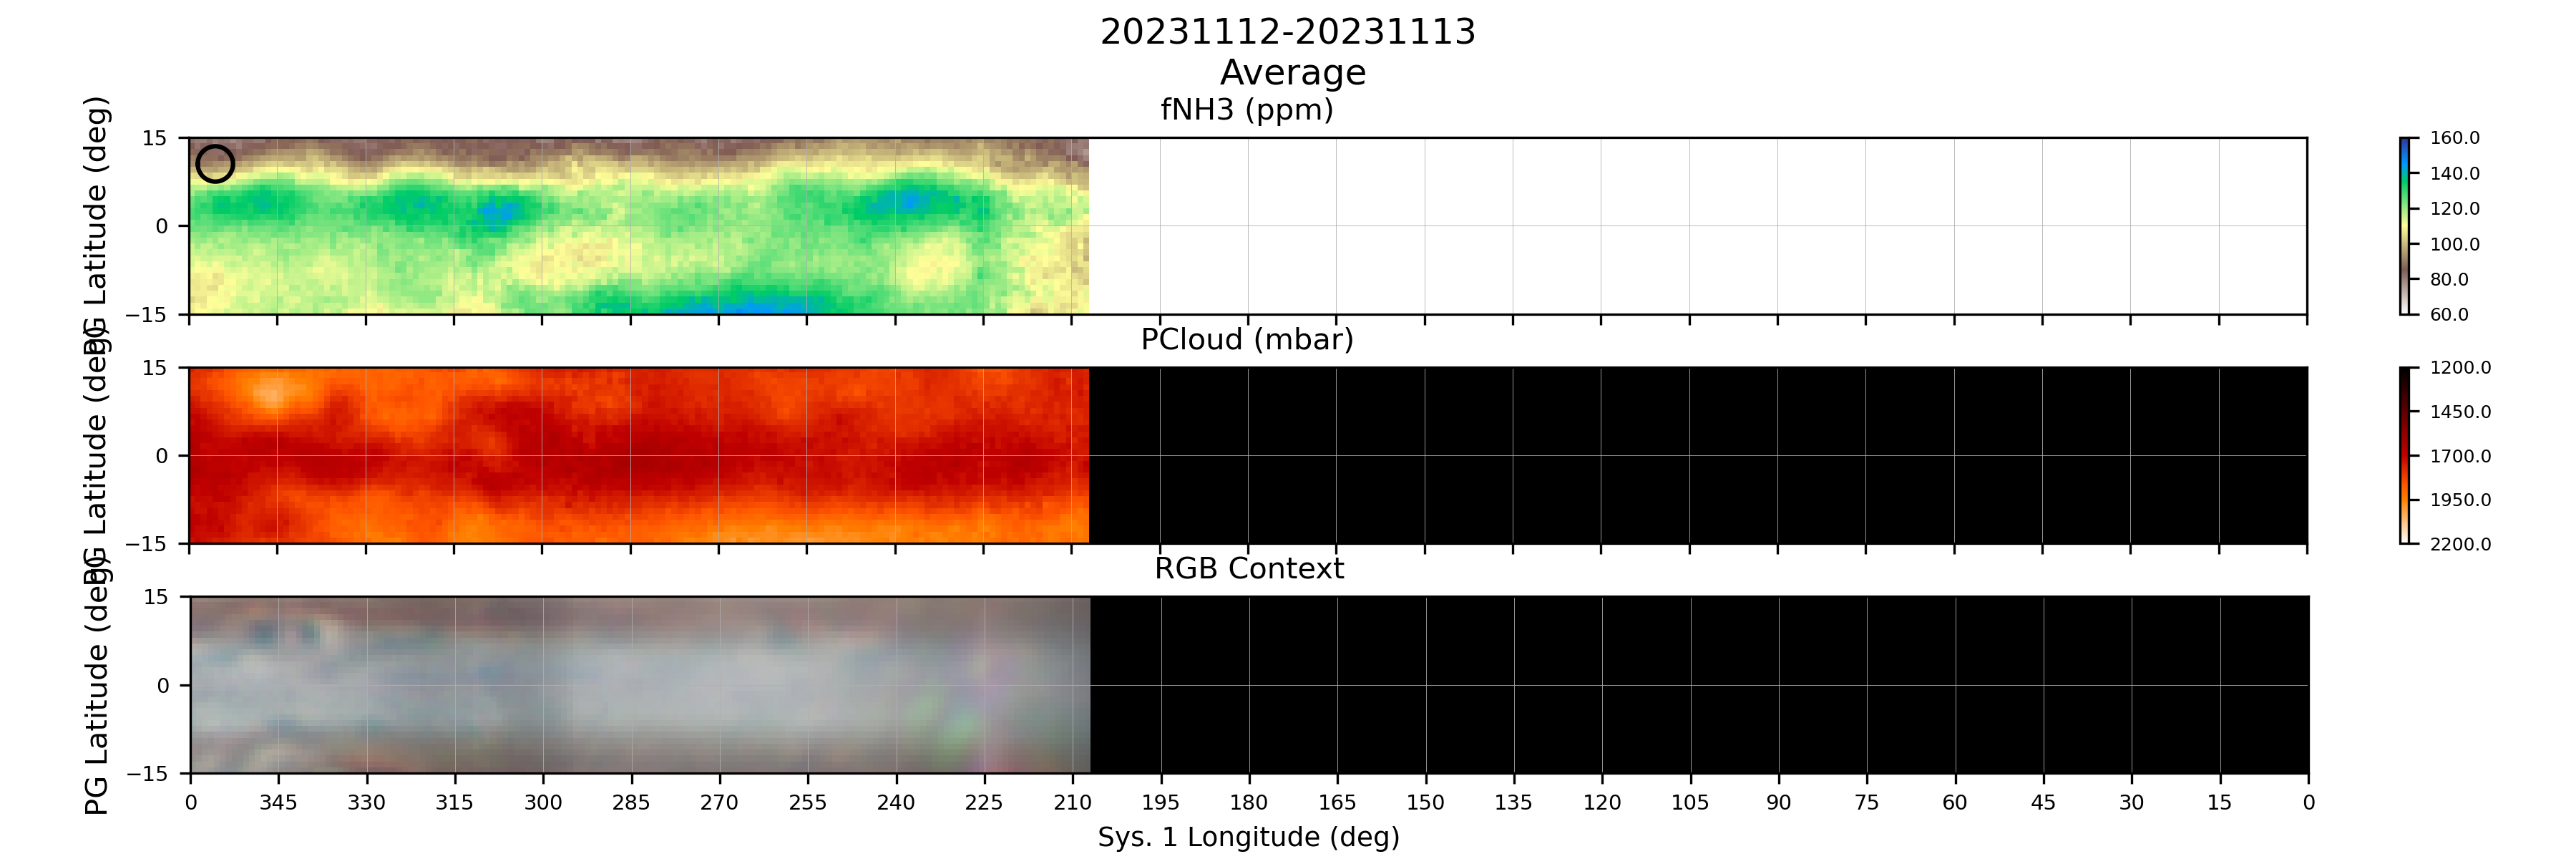 20231112-20231113
Average
fNH3 (ppm)
PG Latitude (deg)
15
0
−15
160.0
140.0
120.0
100.0
80.0
60.0
PCloud (mbar)
PG Latitude (deg)
15
0
−15
1200.0
1450.0
1700.0
1950.0
2200.0
RGB Context
PG Latitude (deg)
15
0
−15
0 345 330 315 300 285 270 255 240 225 210 195 180 165 150 135 120 105 90 75 60 45 30 15 0
Sys. 1 Longitude (deg)